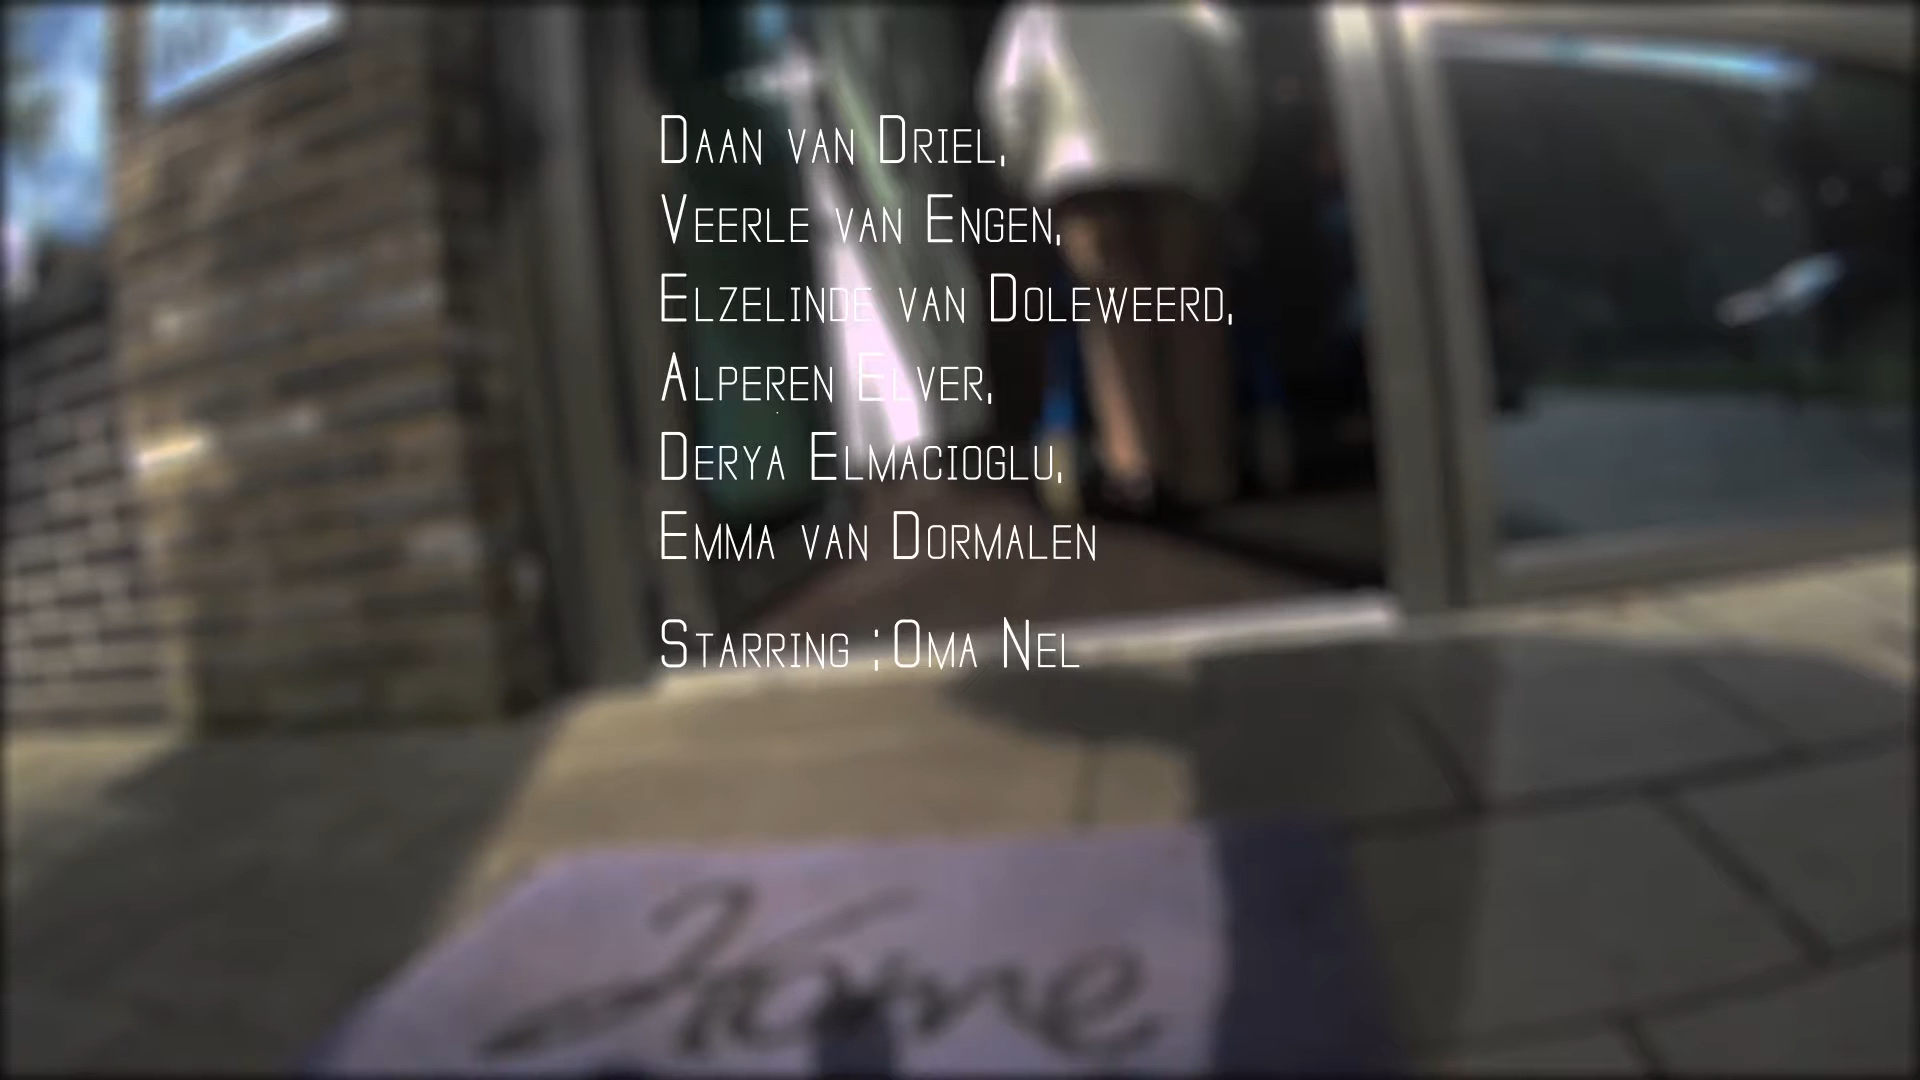 Daan van Driel,
Veerle van Engen,
Elzelinde van Doleweerd,
Alperen Elver,
Derya Elmacioglu,
Emma van Dormalen
Starring ;Oma Nel
Home